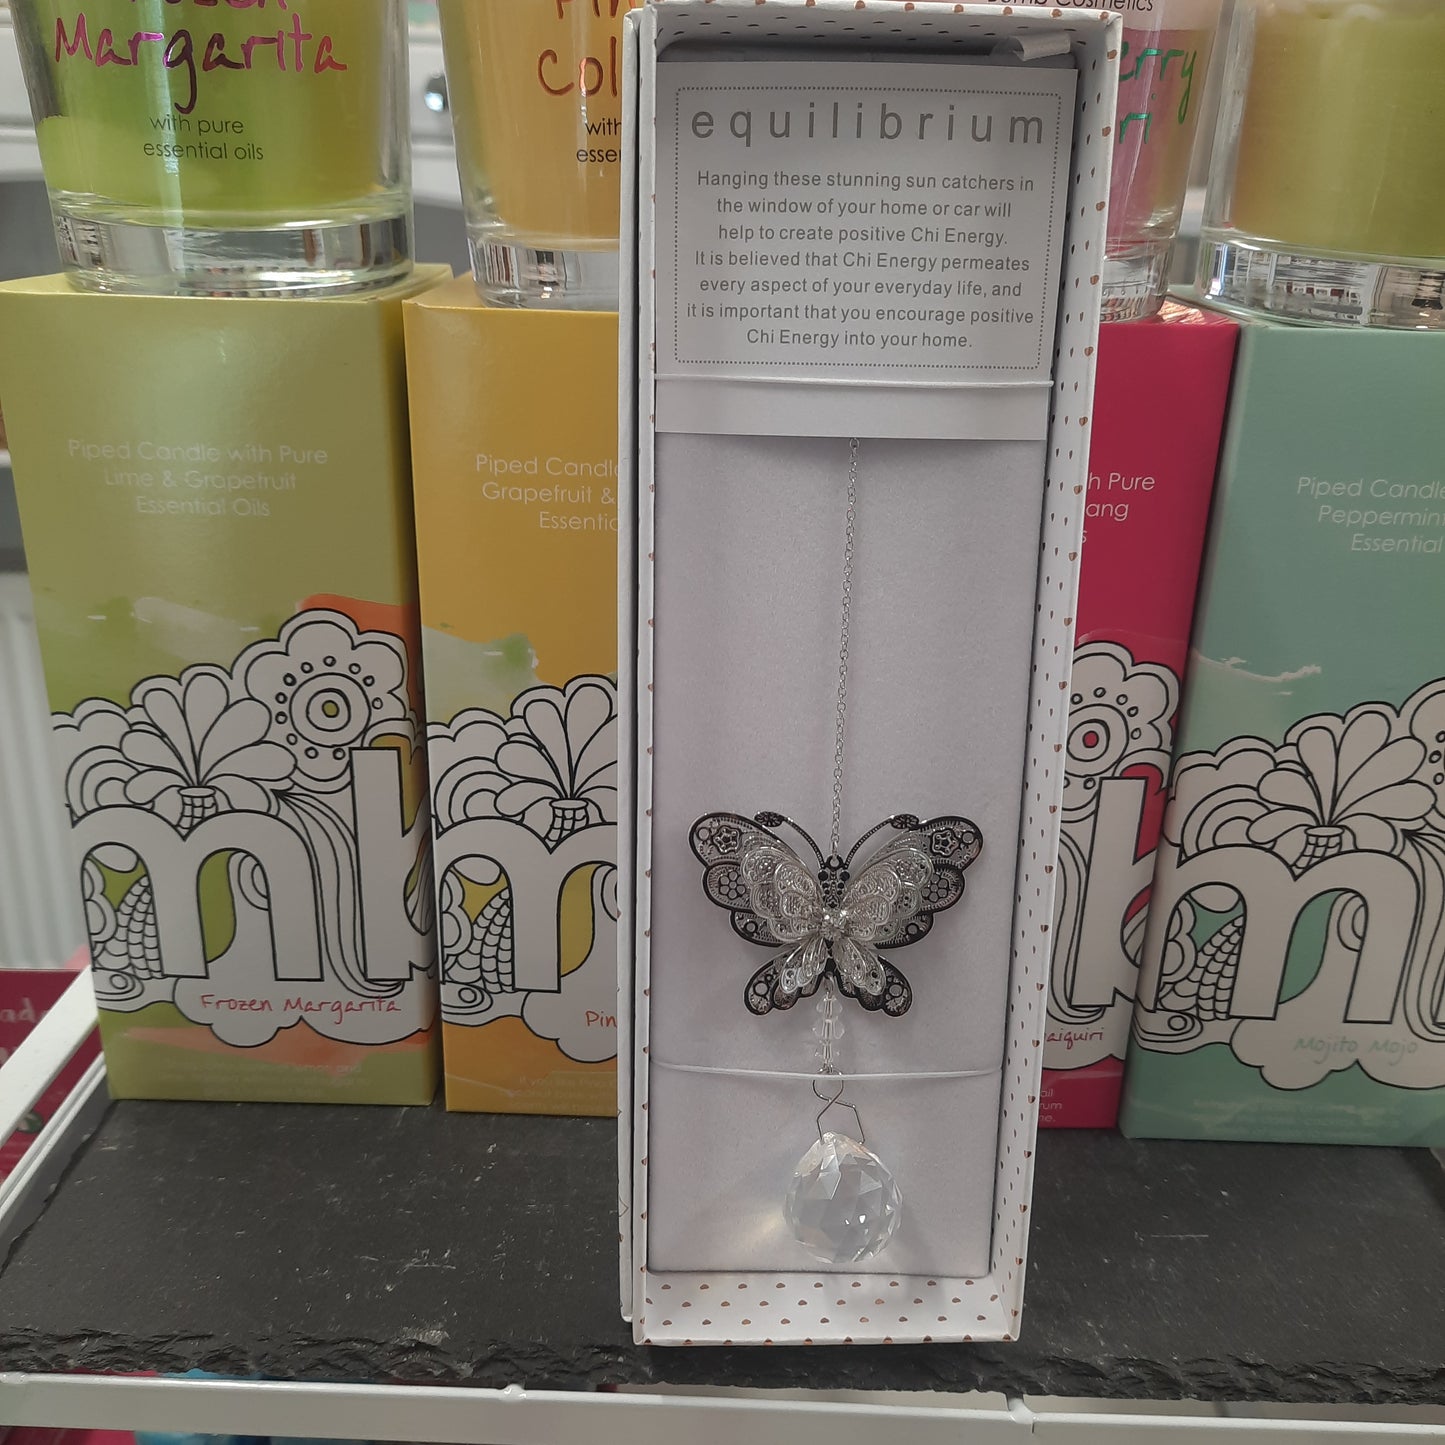 Margarita
with pure
essential oils
Col
with
Bomb Cosmetics
equilibrium
Hanging these stunning sun catchers in
the window of your home or car will
help to create positive Chi Energy.
It is believed that Chi Energy permeates
every aspect of your everyday life, and
it is important that you encourage positive
Chi Energy into your home.
Piped Candle with Pure
Lime & Grapefruit
Essential Oils
Piped Candle
Grapefruit &
Essentic
h Pure
ang
s
Piped Candle
Peppermint
Essential
mb
Frozen Margarita
m
Pin
b
aiquiri
m
Mojito Mojo